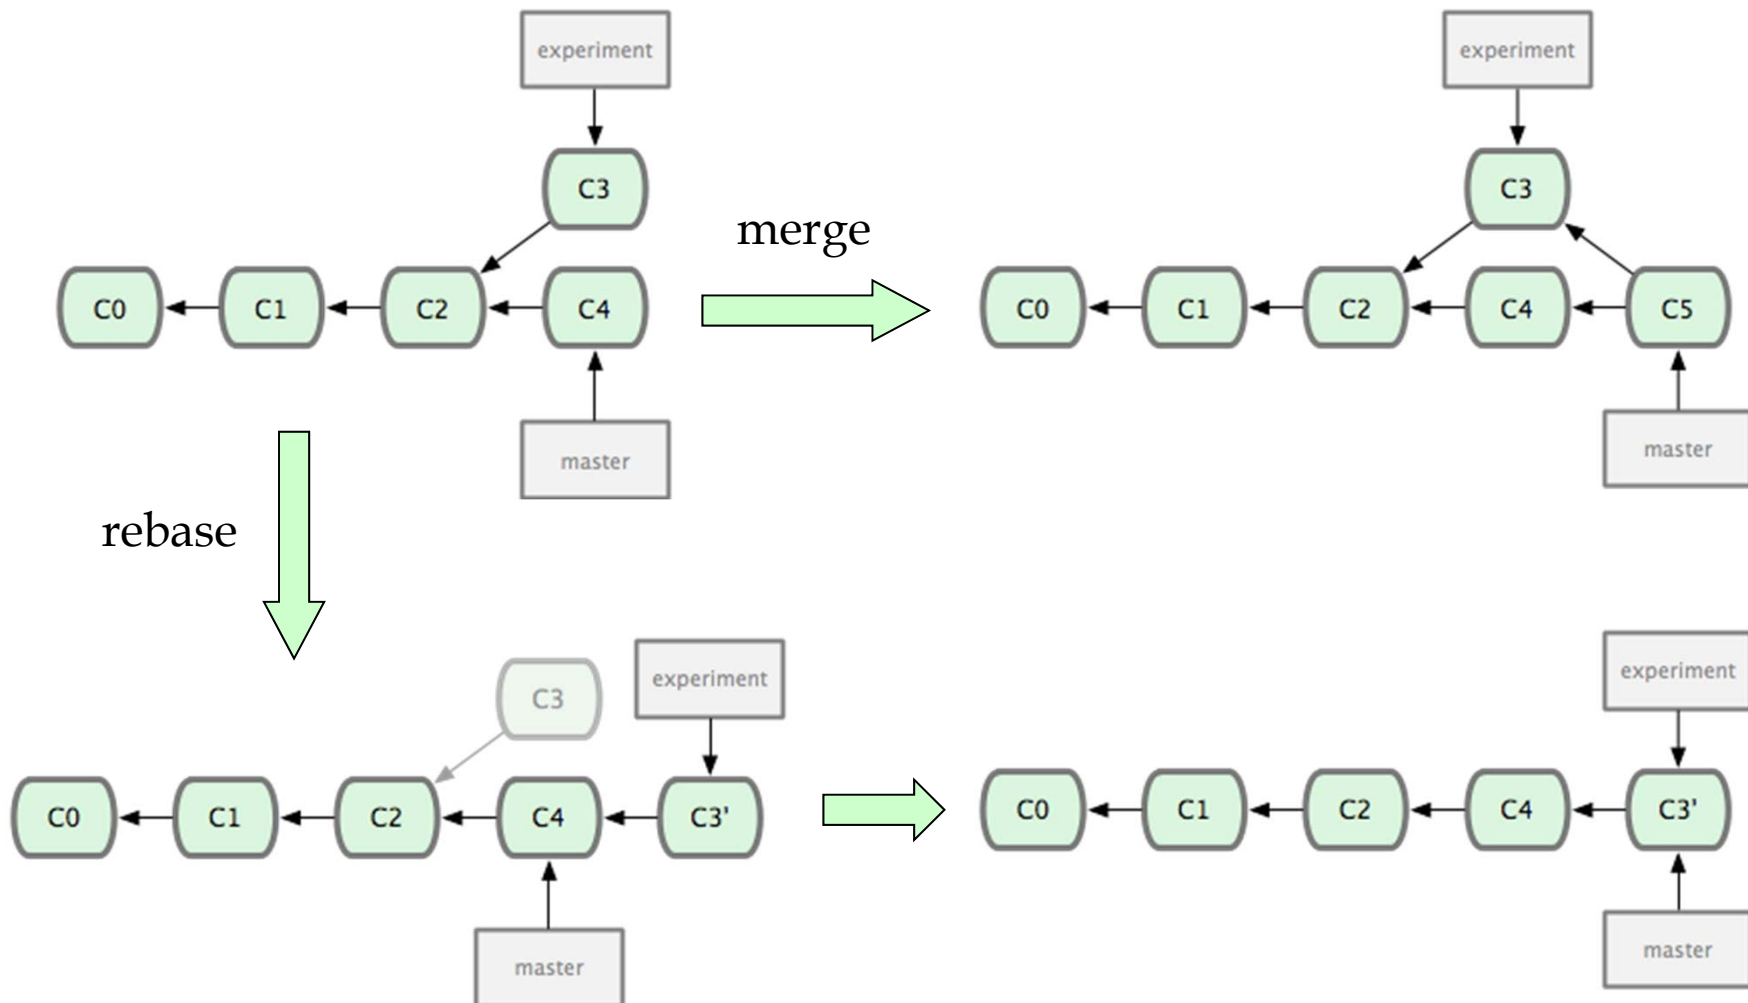 experiment
C3
C0
C1
C2
C4
master
merge
experiment
C3
C0
C1
C2
C4
C5
master
rebase
C3
experiment
C0
C1
C2
C4
C3'
master
experiment
C0
C1
C2
C4
C3'
master